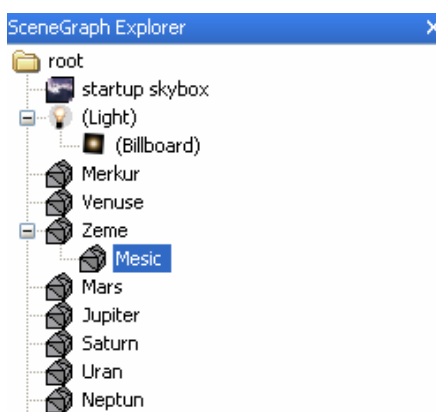 SceneGraph Explorer
root
startup skybox
(Light)
(Billboard)
Merkur
Venuse
Zeme
Mesic
Mars
Jupiter
Saturn
Uran
Neptun